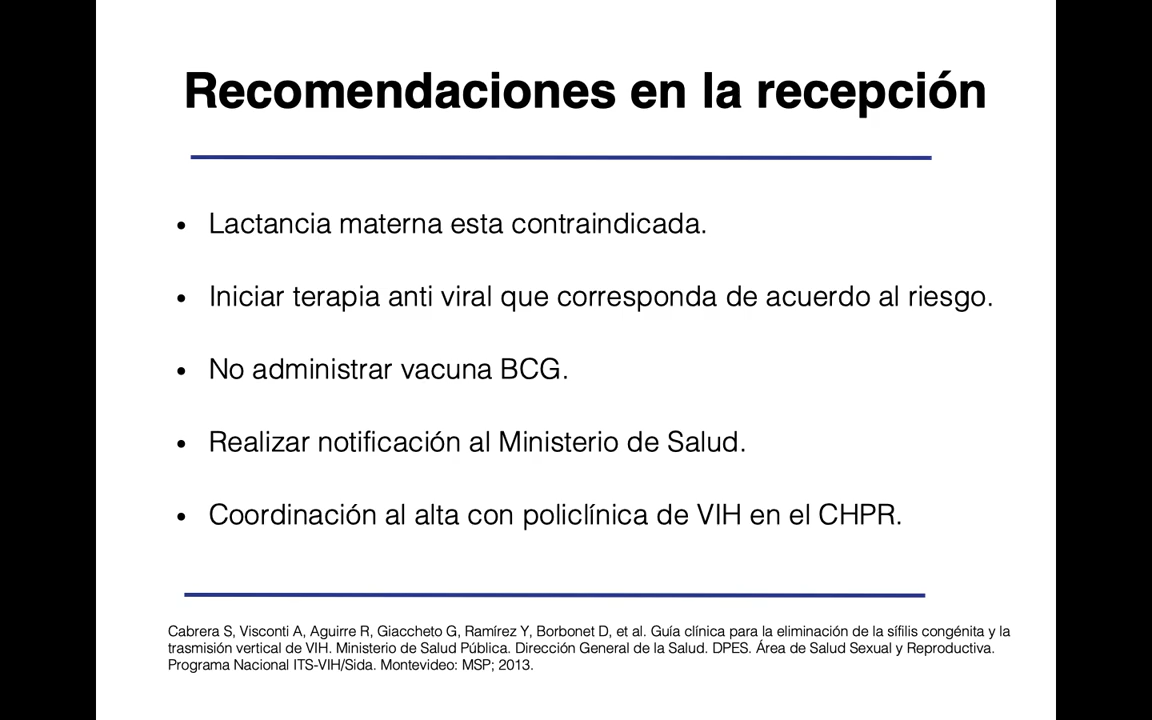 Recomendaciones en la recepción
• Lactancia materna esta contraindicada.
• Iniciar terapia anti viral que corresponda de acuerdo al riesgo.
• No administrar vacuna BCG.
• Realizar notificación al Ministerio de Salud.
• Coordinación al alta con policlínica de VIH en el CHPR.
Cabrera S, Visconti A, Aguirre R, Giaccheto G, Ramírez Y, Borbonet D, et al. Guía clínica para la eliminación de la sífilis congénita y la
trasmisión vertical de VIH. Ministerio de Salud Pública. Dirección General de la Salud. DPES. Área de Salud Sexual y Reproductiva.
Programa Nacional ITS-VIH/Sida. Montevideo: MSP; 2013.